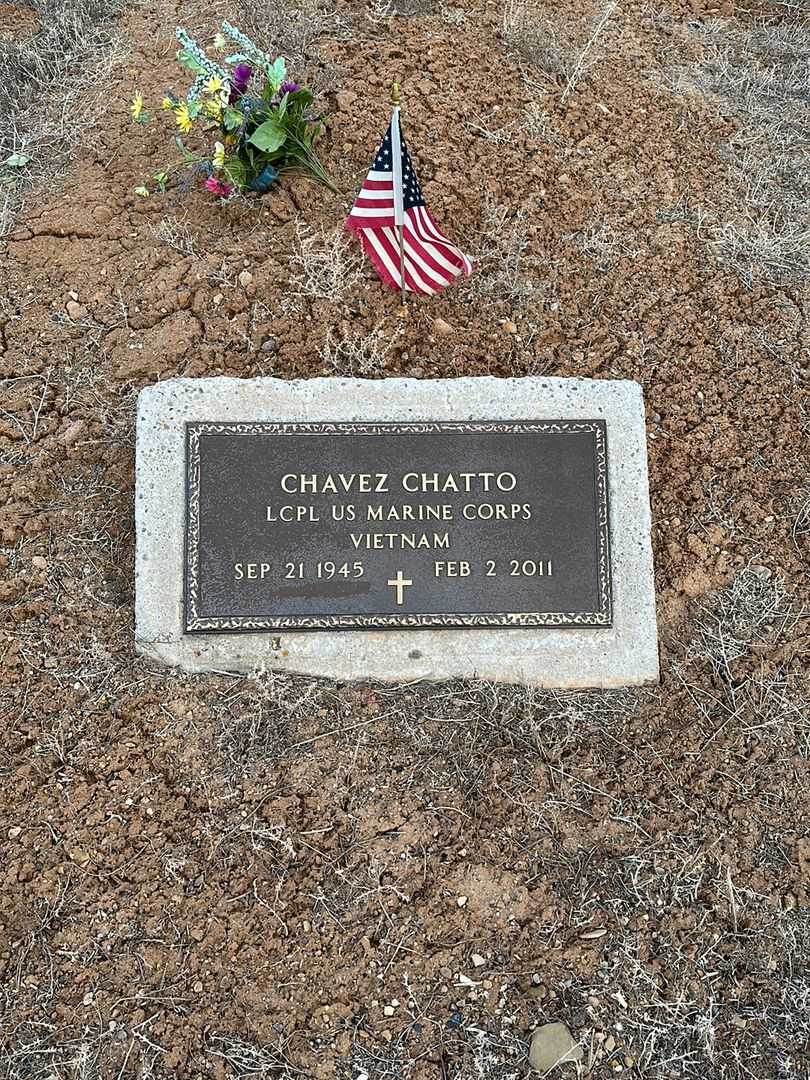 CHAVEZ CHATTO
LCPL US MARINE CORPS
VIETNAM
SEP 21 1945 FEB 2 2011